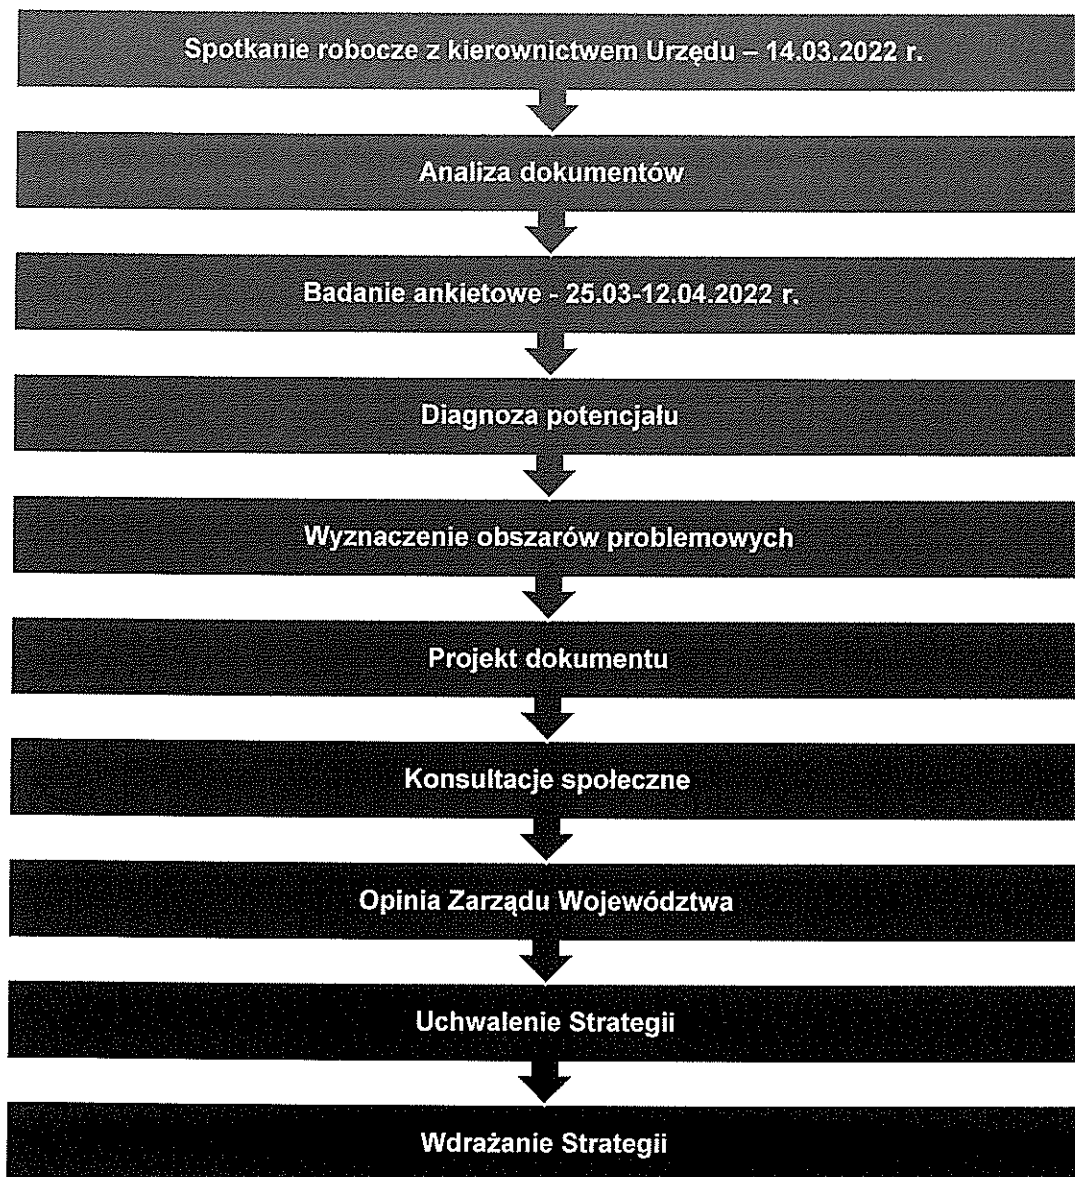 Spotkanie robocze z kierownictwem Urzędu – 14.03.2022 r.
Analiza dokumentów
Badanie ankietowe - 25.03-12.04.2022 r.
Diagnoza potencjału
Wyznaczenie obszarów problemowych
Projekt dokumentu
Konsultacje społeczne
Opinia Zarządu Województwa
Uchwalenie Strategii
Wdrażanie Strategii